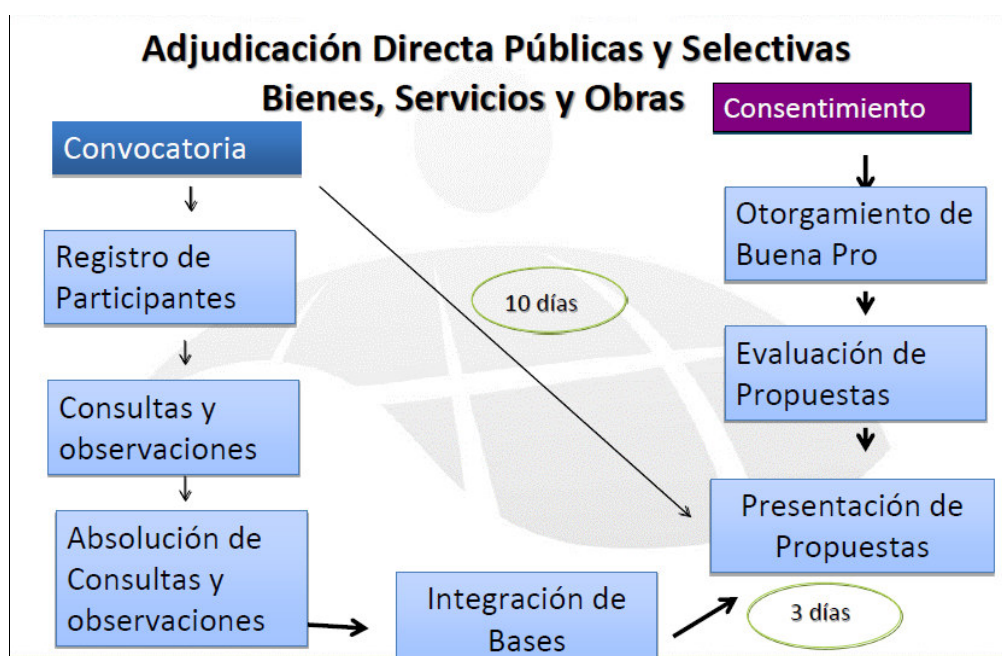 Adjudicación Directa Públicas y Selectivas
Bienes, Servicios y Obras
Consentimiento
Convocatoria
Otorgamiento de
Buena Pro
Registro de
Participantes
10 días
Evaluación de
Propuestas
Consultas y
observaciones
Presentación de
Propuestas
Absolución de
Consultas y
observaciones
Integración de
Bases
3 días